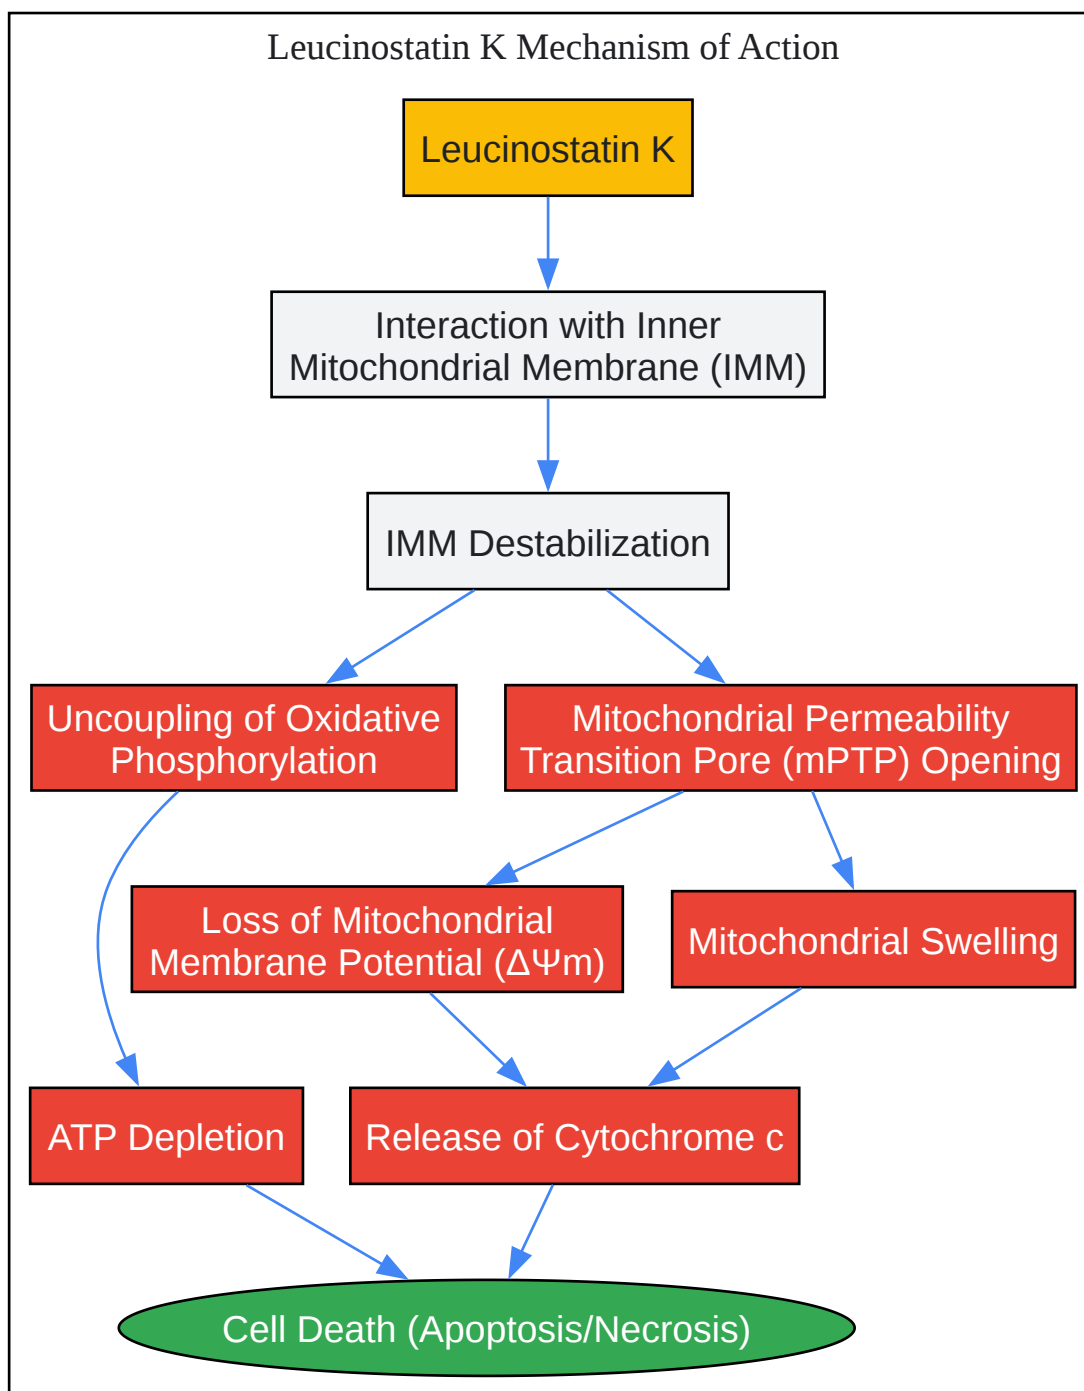 Leucinostatin K Mechanism of Action
Leucinostatin K
Interaction with Inner
Mitochondrial Membrane (IMM)
IMM Destabilization
Uncoupling of Oxidative
Phosphorylation
Mitochondrial Permeability
Transition Pore (mPTP) Opening
Loss of Mitochondrial
Membrane Potential (ΔΨm)
Mitochondrial Swelling
ATP Depletion
Release of Cytochrome c
Cell Death (Apoptosis/Necrosis)